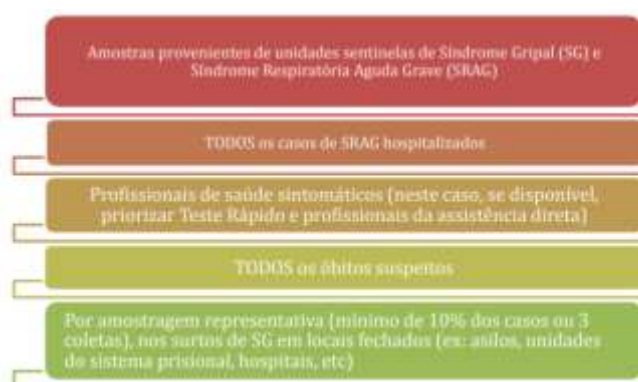 Amostras provenientes de unidades sentinelas de Síndrome Gripal (SG) e
Síndrome Respiratória Aguda Grave (SRAG)
TODOS os casos de SRAG hospitalizados
Profissionais de saúde sintomáticos (neste caso, se disponível,
priorizar Teste Rápido e profissionais da assistência direta)
TODOS os óbitos suspeitos
Por amostragem representativa (mínimo de 10% dos casos ou 3
coletas), nos surtos de SG em locais fechados (ex: asilos, unidades
do sistema prisional, hospitais, etc)